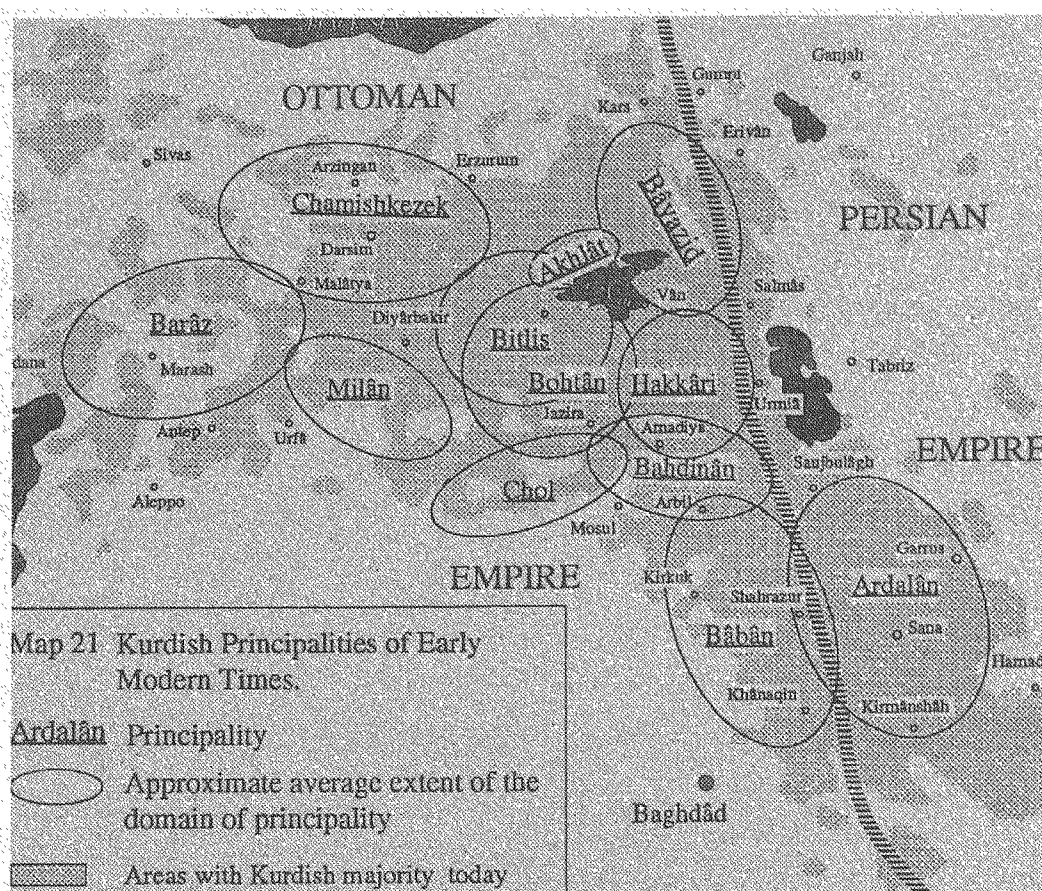 OTTOMAN
Ganjah
Gumru
Kars
Erivân
Sivas
Arzingan
Erzurum
Chamishkezek
Bâyazid
PERSIAN
Darsim
Akhlât
Malâtya
Vân
Salmâs
Diyârbakir
Barâz
Bitlis
dana
Marash
Milân
Bohtân
Hakkâri
Tabriz
Urmiâ
Jazira
Antep
Urfâ
Amadiya
EMPIRE
Bahdinân
Saujbulâgh
Chol
Aleppo
Arbil
Mosul
Garrus
EMPIRE
Kirkuk
Shahrazur
Ardalân
Bâbân
Sana
Hamad
Khânaqin
Kirmânshâh
Baghdâd
Map 21 Kurdish Principalities of Early
Modern Times.
Ardalân Principality
Approximate average extent of the
domain of principality
Areas with Kurdish majority today